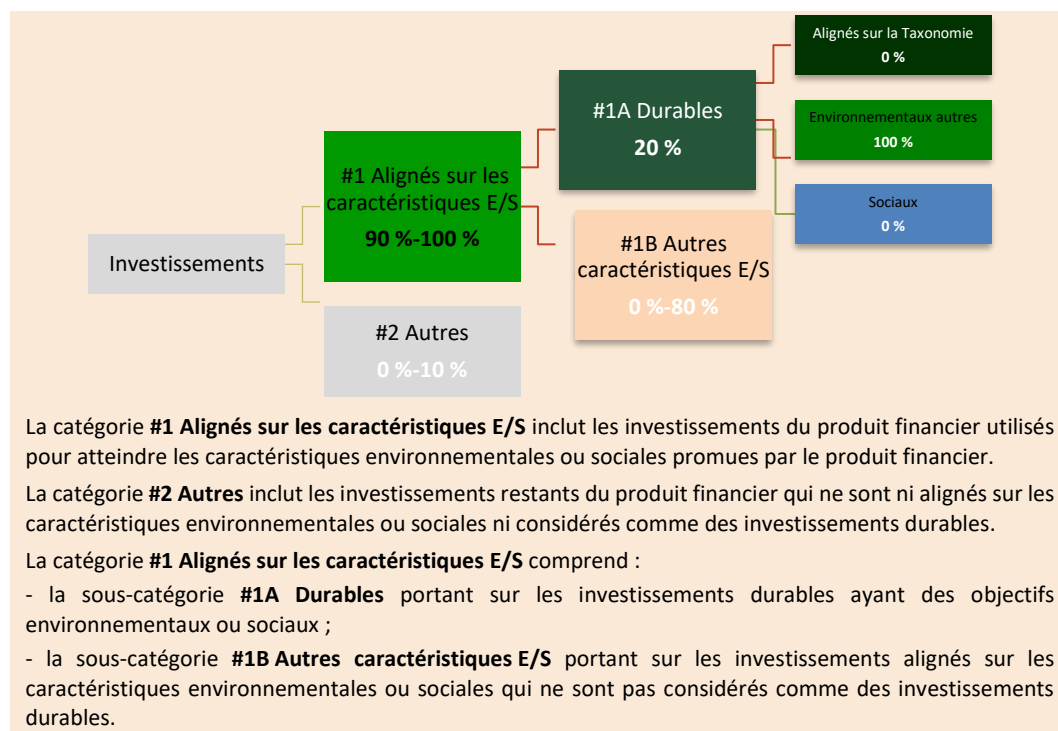 Alignés sur la Taxonomie
0 %
#1A Durables
20 %
Environnementaux autres
100 %
#1 Alignés sur les
caractéristiques E/S
90 %-100 %
Sociaux
0 %
Investissements
#1B Autres
caractéristiques E/S
0 %-80 %
#2 Autres
0 %-10 %
La catégorie #1 Alignés sur les caractéristiques E/S inclut les investissements du produit financier utilisés
pour atteindre les caractéristiques environnementales ou sociales promues par le produit financier.
La catégorie #2 Autres inclut les investissements restants du produit financier qui ne sont ni alignés sur les
caractéristiques environnementales ou sociales ni considérés comme des investissements durables.
La catégorie #1 Alignés sur les caractéristiques E/S comprend :
- la sous-catégorie #1A Durables portant sur les investissements durables ayant des objectifs
environnementaux ou sociaux ;
- la sous-catégorie #1B Autres caractéristiques E/S portant sur les investissements alignés sur les
caractéristiques environnementales ou sociales qui ne sont pas considérés comme des investissements
durables.